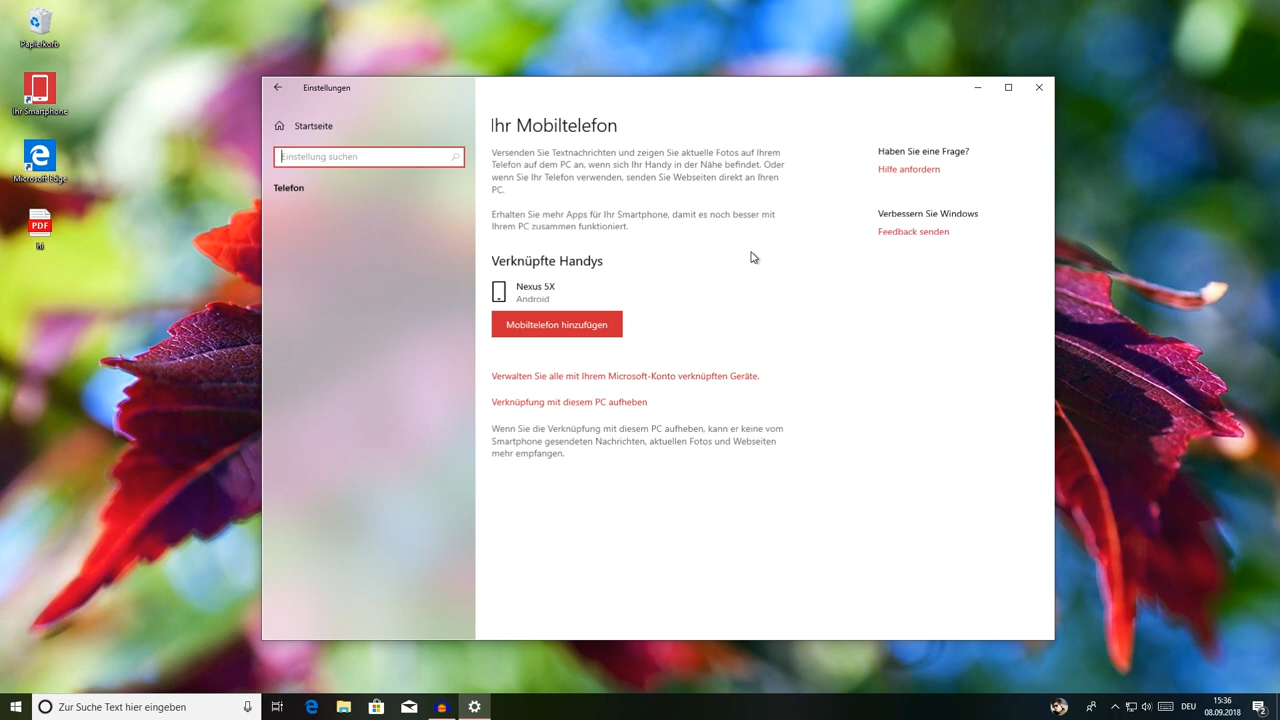 Papierkorb
Ihr Smartphone
Microsoft Edge
PDF
hi
Einstellungen
Startseite
Einstellung suchen
Telefon
Ihr Mobiltelefon
Versenden Sie Textnachrichten und zeigen Sie aktuelle Fotos auf Ihrem
Telefon auf dem PC an, wenn sich Ihr Handy in der Nähe befindet. Oder
wenn Sie Ihr Telefon verwenden, senden Sie Webseiten direkt an Ihren
PC.
Erhalten Sie mehr Apps für Ihr Smartphone, damit es noch besser mit
Ihrem PC zusammen funktioniert.
Verknüpfte Handys
Nexus 5X
Android
Mobiltelefon hinzufügen
Verwalten Sie alle mit Ihrem Microsoft-Konto verknüpften Geräte.
Verknüpfung mit diesem PC aufheben
Wenn Sie die Verknüpfung mit diesem PC aufheben, kann er keine vom
Smartphone gesendeten Nachrichten, aktuellen Fotos und Webseiten
mehr empfangen.
Haben Sie eine Frage?
Hilfe anfordern
Verbessern Sie Windows
Feedback senden
Zur Suche Text hier eingeben
DEU
15:36
08.09.2018
2